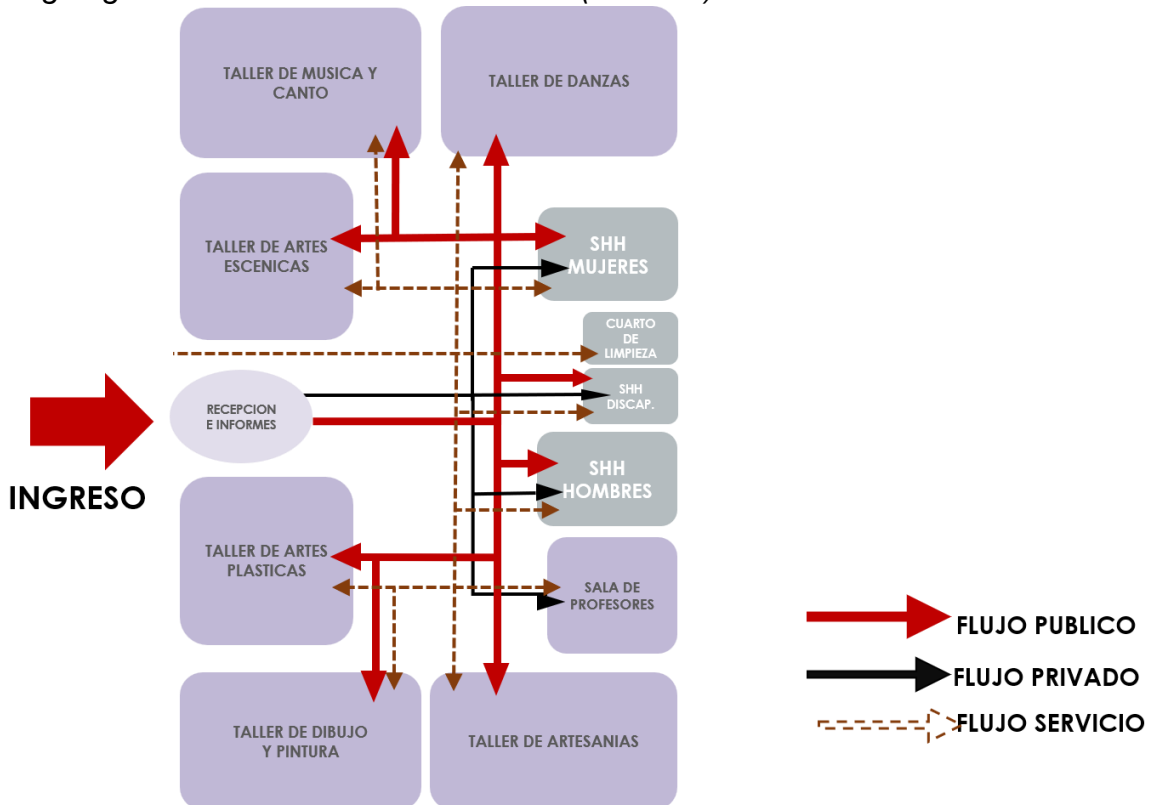 TALLER DE MUSICA Y
CANTO
TALLER DE DANZAS
TALLER DE ARTES
ESCENICAS
SHH
MUJERES
CUARTO
DE
LIMPIEZA
SHH
DISCAP.
RECEPCION
E INFORMES
INGRESO
SHH
HOMBRES
TALLER DE ARTES
PLASTICAS
SALA DE
PROFESORES
TALLER DE DIBUJO
Y PINTURA
TALLER DE ARTESANIAS
FLUJO PUBLICO
FLUJO PRIVADO
FLUJO SERVICIO